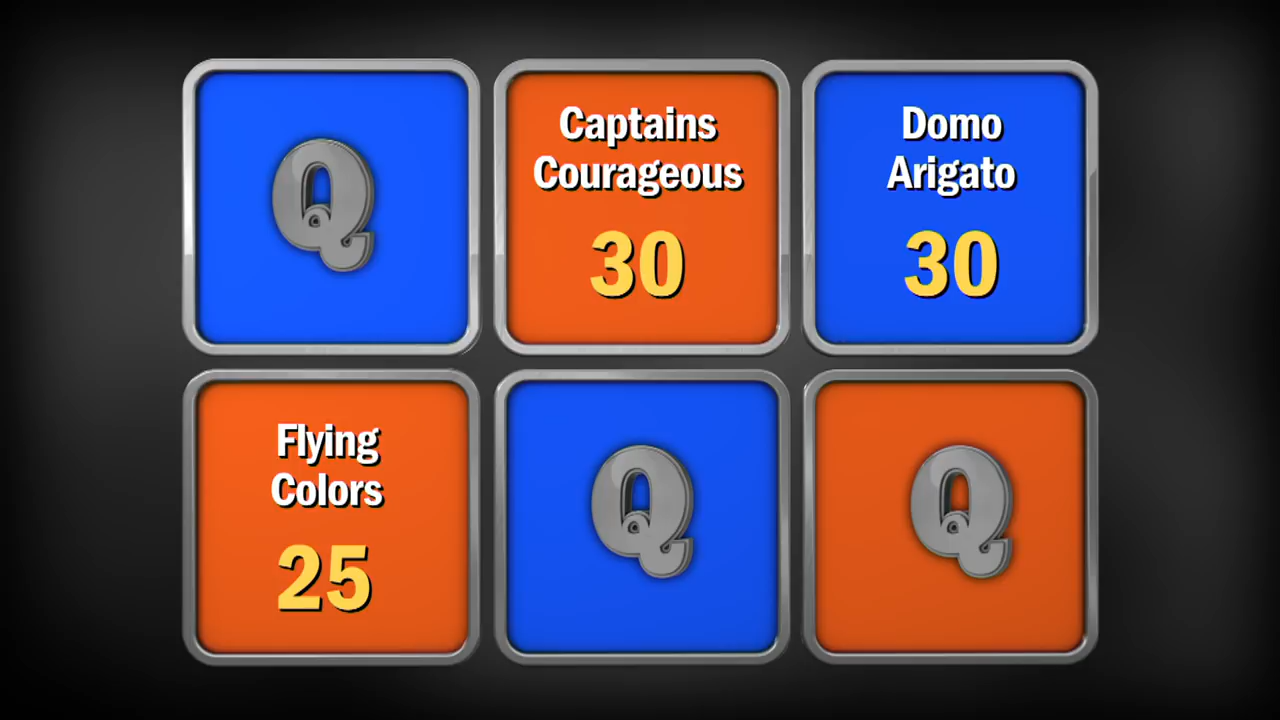 Q
Captains
Courageous
30
Domo
Arigato
30
Flying
Colors
25
Q
Q